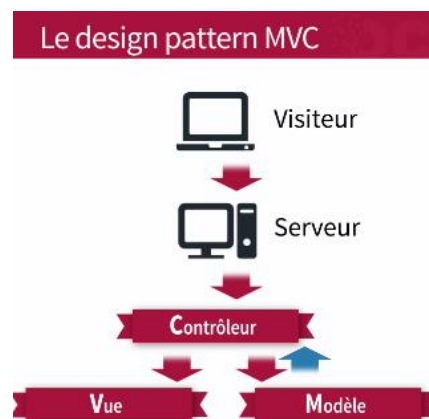 Le design pattern MVC
Visiteur
Serveur
Contrôleur
Vue
Modèle